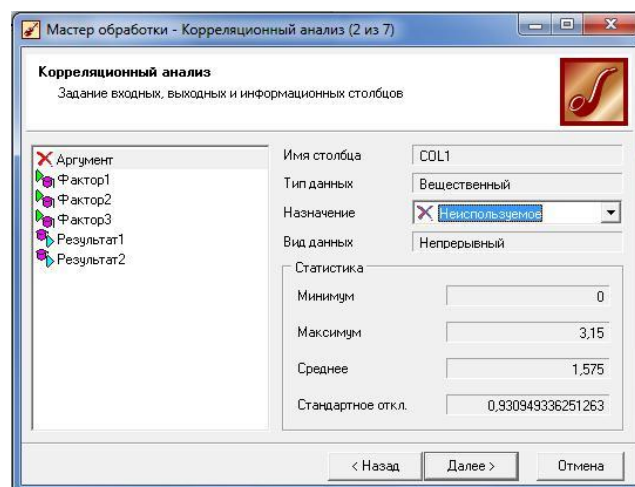 Мастер обработки - Корреляционный анализ (2 из 7)
Корреляционный анализ
Задание входных, выходных и информационных столбцов
Аргумент
Фактор1
Фактор2
Фактор3
Результат1
Результат2
Имя столбца COL1
Тип данных Вещественный
Назначение Неиспользуемое
Вид данных Непрерывный
Статистика
Минимум 0
Максимум 3,15
Среднее 1,575
Стандартное откл. 0,930949336251263
< Назад Далее > Отмена